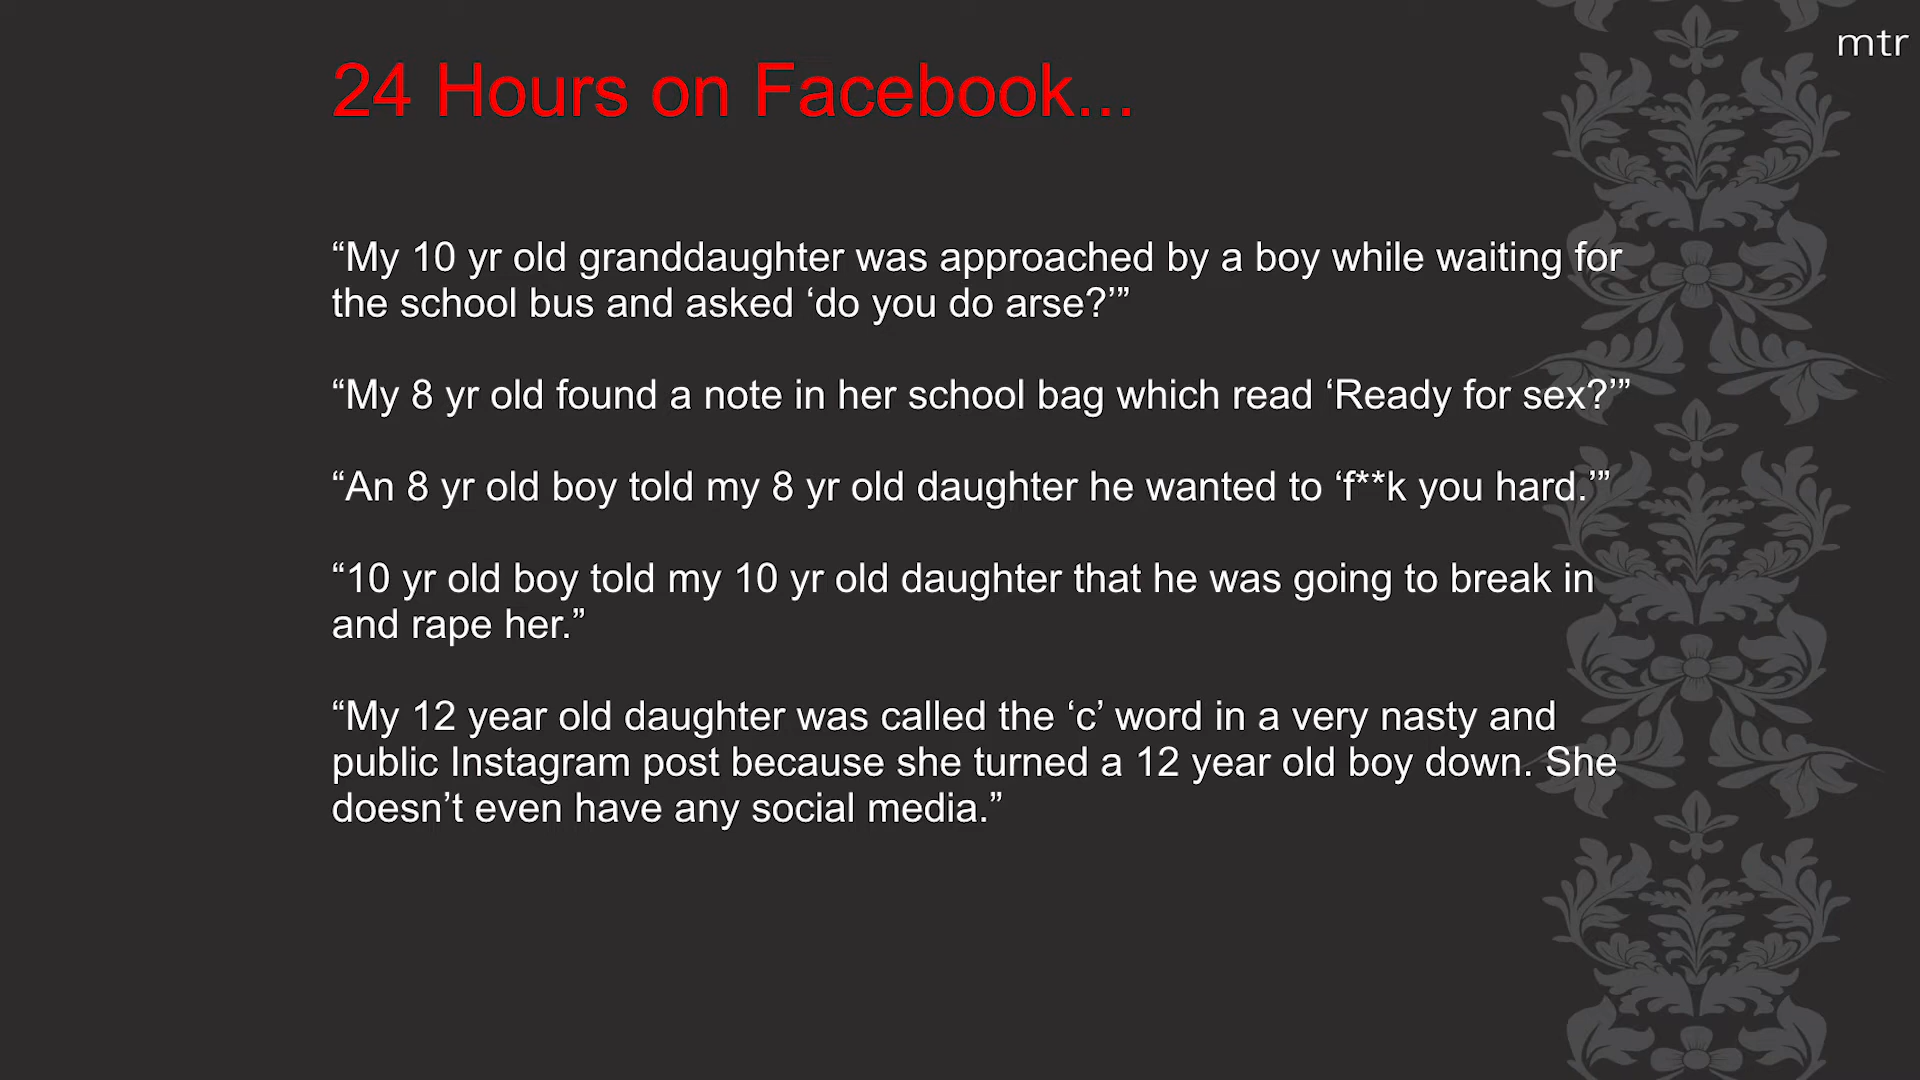 mtr
24 Hours on Facebook...
“My 10 yr old granddaughter was approached by a boy while waiting for
the school bus and asked ‘do you do arse?’”
“My 8 yr old found a note in her school bag which read ‘Ready for sex?’”
“An 8 yr old boy told my 8 yr old daughter he wanted to ‘f**k you hard.’”
“10 yr old boy told my 10 yr old daughter that he was going to break in
and rape her.”
“My 12 year old daughter was called the ‘c’ word in a very nasty and
public Instagram post because she turned a 12 year old boy down. She
doesn’t even have any social media.”